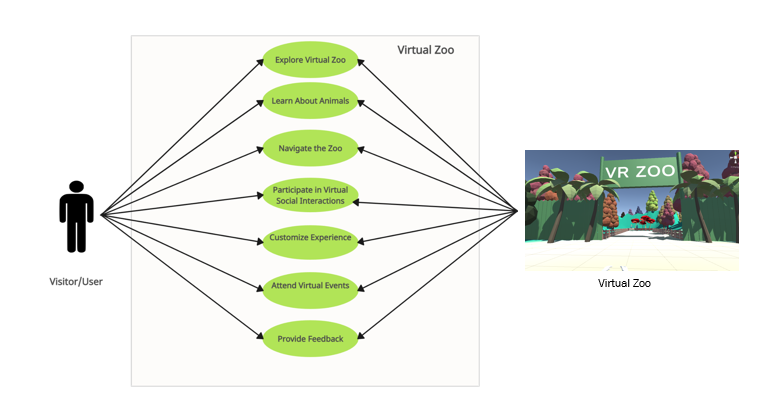 Virtual Zoo
Explore Virtual Zoo
Learn About Animals
Navigate the Zoo
Participate in Virtual
Social Interactions
Customize Experience
Attend Virtual Events
Provide Feedback
Visitor/User
VR ZOO
Virtual Zoo